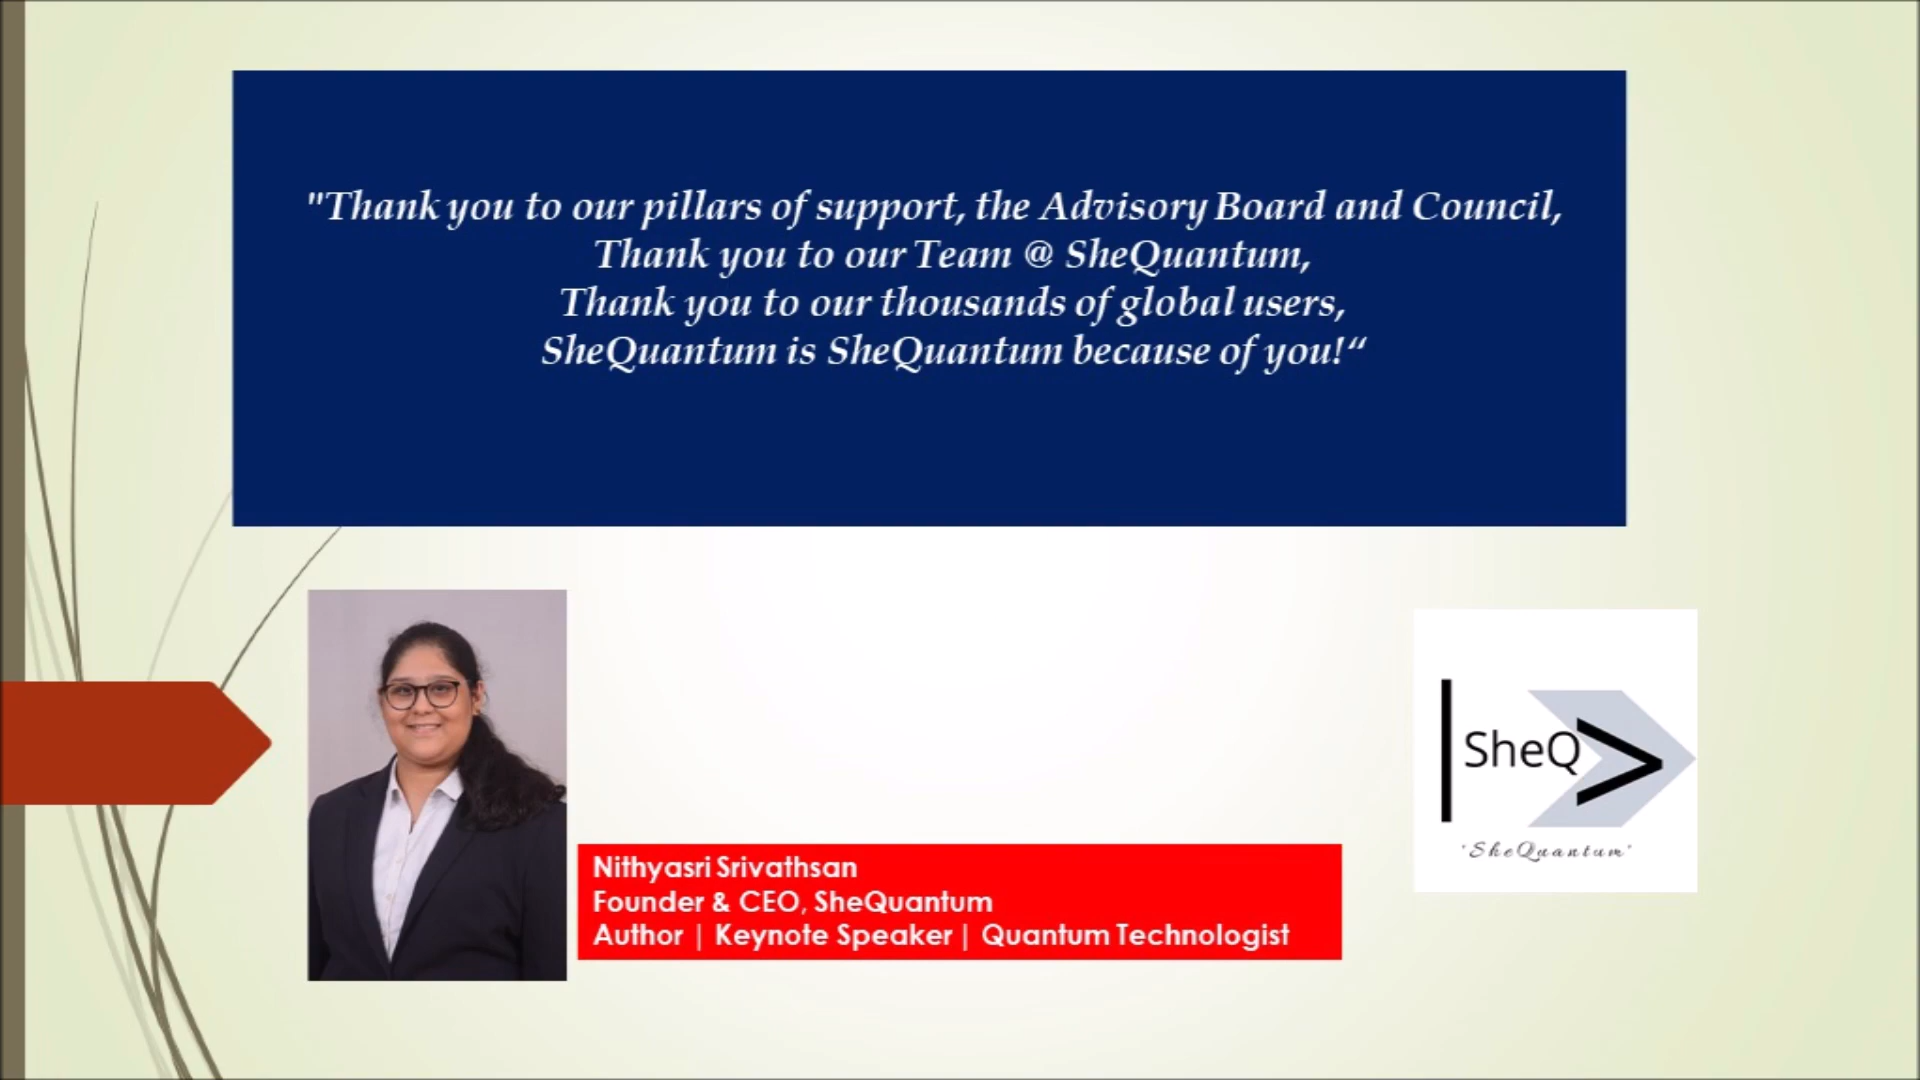 "Thank you to our pillars of support, the Advisory Board and Council,
Thank you to our Team @ SheQuantum,
Thank you to our thousands of global users,
SheQuantum is SheQuantum because of you!“
Nithyasri Srivathsan
Founder & CEO, SheQuantum
Author | Keynote Speaker | Quantum Technologist
SheQ
'SheQuantum'